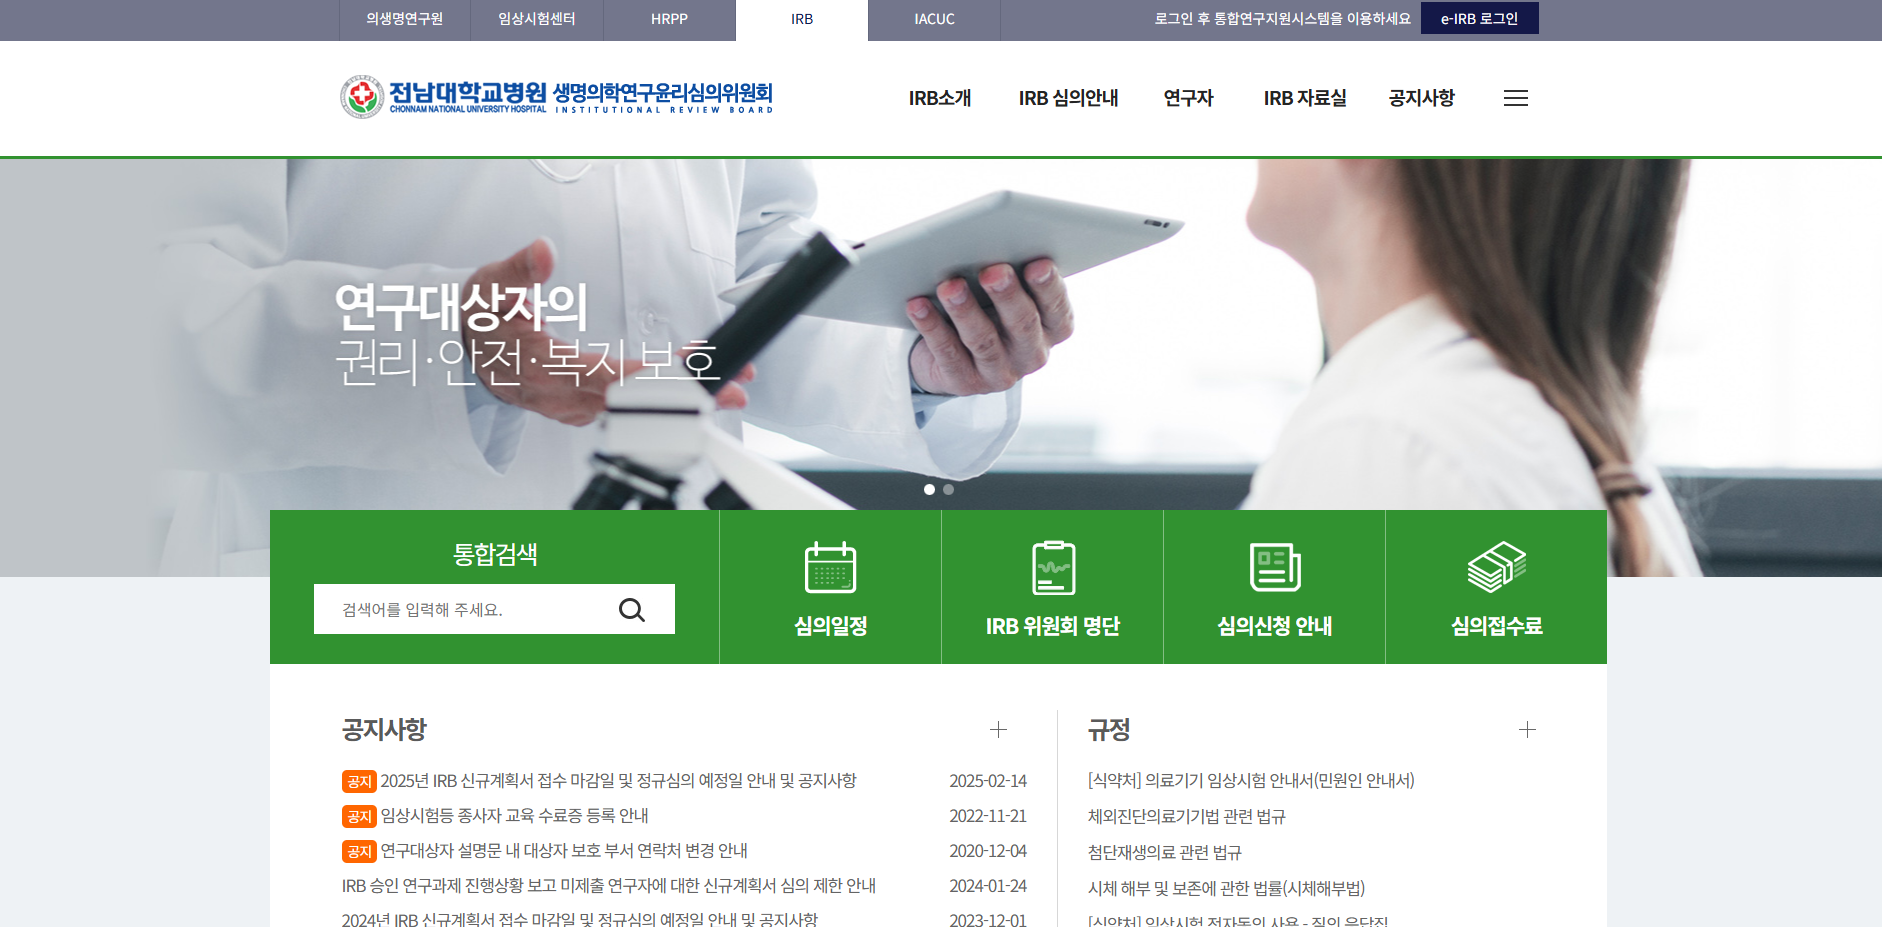 의생명연구원
임상시험센터
HRPP
IRB
IACUC
로그인 후 통합연구지원시스템을 이용하세요
e-IRB 로그인
전남대학교병원 생명의학연구윤리심의위원회
CHONNAM NATIONAL UNIVERSITY HOSPITAL INSTITUTIONAL REVIEW BOARD
IRB소개
IRB 심의안내
연구자
IRB 자료실
공지사항
연구대상자의
권리·안전·복지 보호
통합검색
검색어를 입력해 주세요.
심의일정
IRB 위원회 명단
심의신청 안내
심의접수료
공지사항
공지 2025년 IRB 신규계획서 접수 마감일 및 정규심의 예정일 안내 및 공지사항 2025-02-14
공지 임상시험등 종사자 교육 수료증 등록 안내 2022-11-21
공지 연구대상자 설명문 내 대상자 보호 부서 연락처 변경 안내 2020-12-04
IRB 승인 연구과제 진행상황 보고 미제출 연구자에 대한 신규계획서 심의 제한 안내 2024-01-24
2024년 IRB 신규계획서 접수 마감일 및 정규심의 예정일 안내 및 공지사항 2023-12-01
규정
[식약처] 의료기기 임상시험 안내서(민원인 안내서)
체외진단의료기기법 관련 법규
첨단재생의료 관련 법규
시체 해부 및 보존에 관한 법률(시체해부법)
[식약처] 임상시험 전자동의 사용 - 질의 응답집